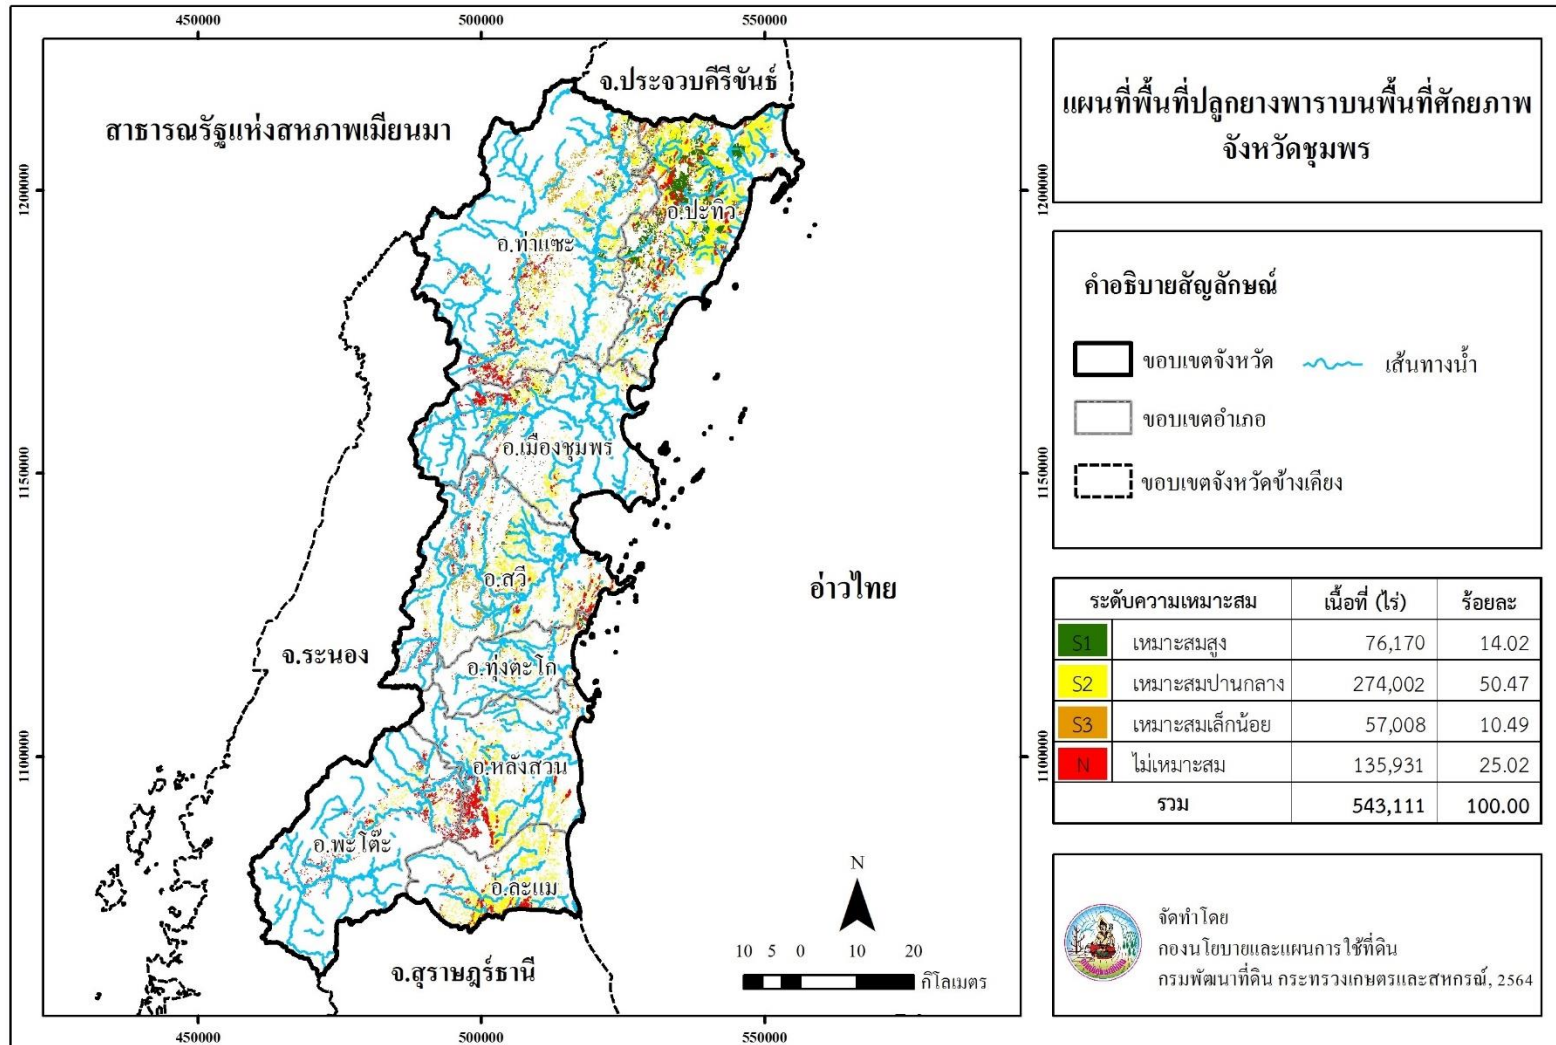 450000
500000
550000
จ.ประจวบคีรีขันธ์
สาธารณรัฐแห่งสหภาพเมียนมา
1200000
1200000
อ.ปะทิว
อ.ท่าแซะ
อ.เมืองชุมพร
1150000
1150000
อ.สวี
อ่าวไทย
จ.ระนอง
อ.ทุ่งตะโก
1100000
1100000
อ.หลังสวน
อ.พะโต๊ะ
อ.ละแม
จ.สุราษฎร์ธานี
N
10 5 0 10 20
กิโลเมตร
450000
500000
550000
แผนที่พื้นที่ปลูกยางพาราบนพื้นที่ศักยภาพ
จังหวัดชุมพร
คำอธิบายสัญลักษณ์
ขอบเขตจังหวัด เส้นทางน้ำ
ขอบเขตอำเภอ
ขอบเขตจังหวัดข้างเคียง
ระดับความเหมาะสม เนื้อที่ (ไร่) ร้อยละ
S1 เหมาะสมสูง 76,170 14.02
S2 เหมาะสมปานกลาง 274,002 50.47
S3 เหมาะสมเล็กน้อย 57,008 10.49
N ไม่เหมาะสม 135,931 25.02
รวม 543,111 100.00
จัดทำโดย
กองนโยบายและแผนการใช้ที่ดิน
กรมพัฒนาที่ดิน กระทรวงเกษตรและสหกรณ์, 2564